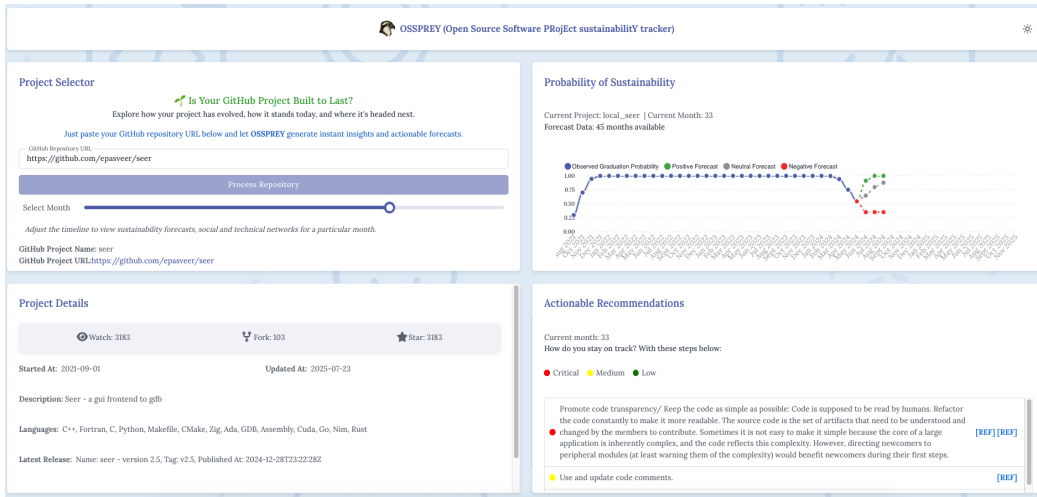 OSSPREY (Open Source Software PRojEct sustainabilitY tracker)
Project Selector
🌱 Is Your GitHub Project Built to Last?
Explore how your project has evolved, how it stands today, and where it's headed next.
Just paste your GitHub repository URL below and let OSSPREY generate instant insights and actionable forecasts.
GitHub Repository URL
https://github.com/epasveer/seer
Process Repository
Select Month
Adjust the timeline to view sustainability forecasts, social and technical networks for a particular month.
GitHub Project Name: seer
GitHub Project URL:https://github.com/epasveer/seer
Probability of Sustainability
Current Project: local_seer | Current Month: 33
Forecast Data: 45 months available
Observed Graduation Probability Positive Forecast Neutral Forecast Negative Forecast
1.00
0.75
0.50
0.25
0.00
Project Details
Watch: 3183 Fork: 103 Star: 3183
Started At: 2021-09-01 Updated At: 2025-07-23
Description: Seer - a gui frontend to gdb
Languages: C++, Fortran, C, Python, Makefile, CMake, Zig, Ada, GDB, Assembly, Cuda, Go, Nim, Rust
Latest Release: Name: seer - version 2.5, Tag: v2.5, Published At: 2024-12-28T23:22:28Z
Actionable Recommendations
Current month: 33
How do you stay on track? With these steps below:
Critical Medium Low
Promote code transparency/ Keep the code as simple as possible: Code is supposed to be read by humans. Refactor
the code constantly to make it more readable. The source code is the set of artifacts that need to be understood and
changed by the members to contribute. Sometimes it is not easy to make it simple because the core of a large [REF] [REF]
application is inherently complex, and the code reflects this complexity. However, directing newcomers to
peripheral modules (at least warning them of the complexity) would benefit newcomers during their first steps.
Use and update code comments. [REF]